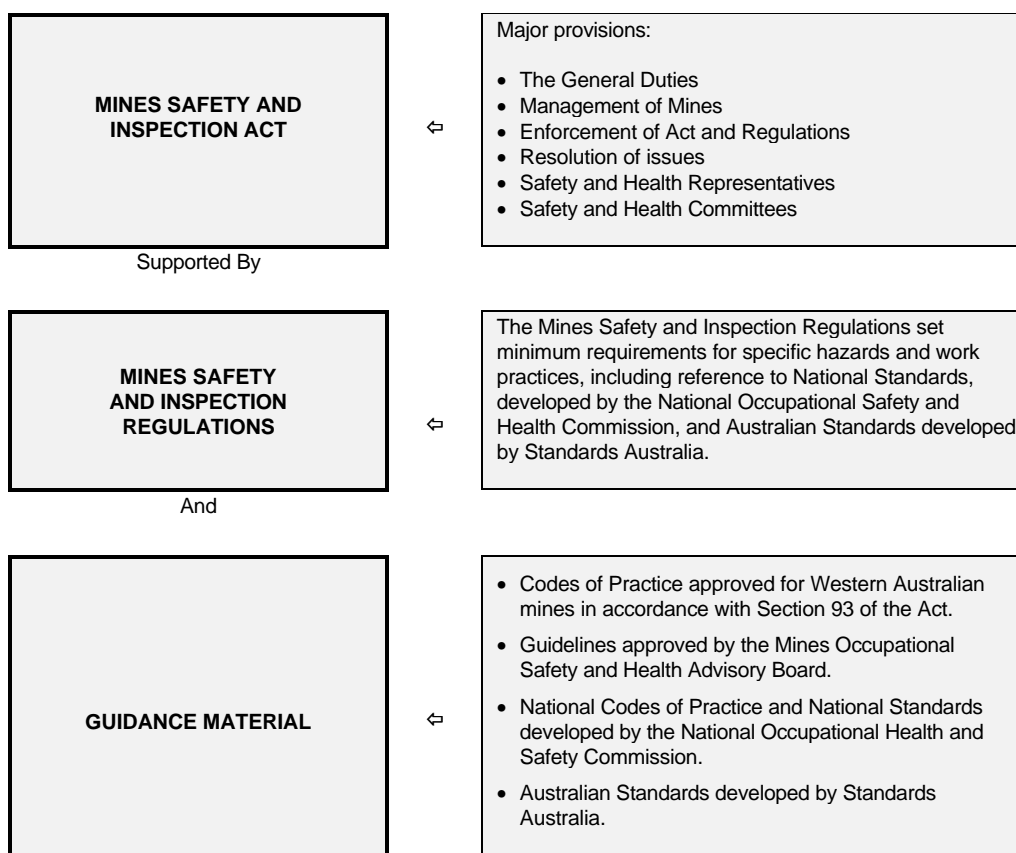 MINES SAFETY AND
INSPECTION ACT
⇦
Major provisions:
• The General Duties
• Management of Mines
• Enforcement of Act and Regulations
• Resolution of issues
• Safety and Health Representatives
• Safety and Health Committees
Supported By
MINES SAFETY
AND INSPECTION
REGULATIONS
⇦
The Mines Safety and Inspection Regulations set
minimum requirements for specific hazards and work
practices, including reference to National Standards,
developed by the National Occupational Safety and
Health Commission, and Australian Standards developed
by Standards Australia.
And
GUIDANCE MATERIAL
⇦
• Codes of Practice approved for Western Australian
mines in accordance with Section 93 of the Act.
• Guidelines approved by the Mines Occupational
Safety and Health Advisory Board.
• National Codes of Practice and National Standards
developed by the National Occupational Health and
Safety Commission.
• Australian Standards developed by Standards
Australia.